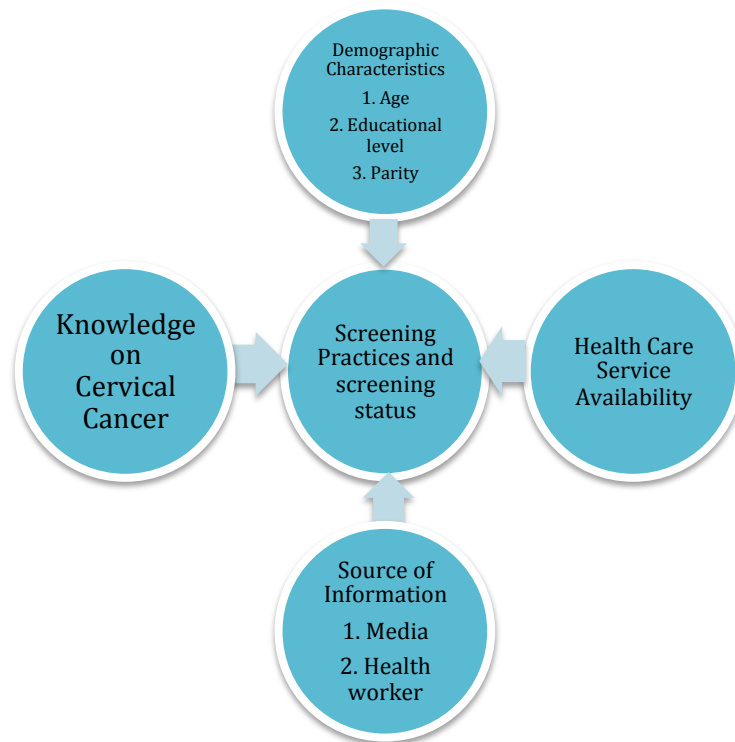 Demographic
Characteristics
1. Age
2. Educational
level
3. Parity
Knowledge
on
Cervical
Cancer
Screening
Practices and
screening
status
Health Care
Service
Availability
Source of
Information
1. Media
2. Health
worker